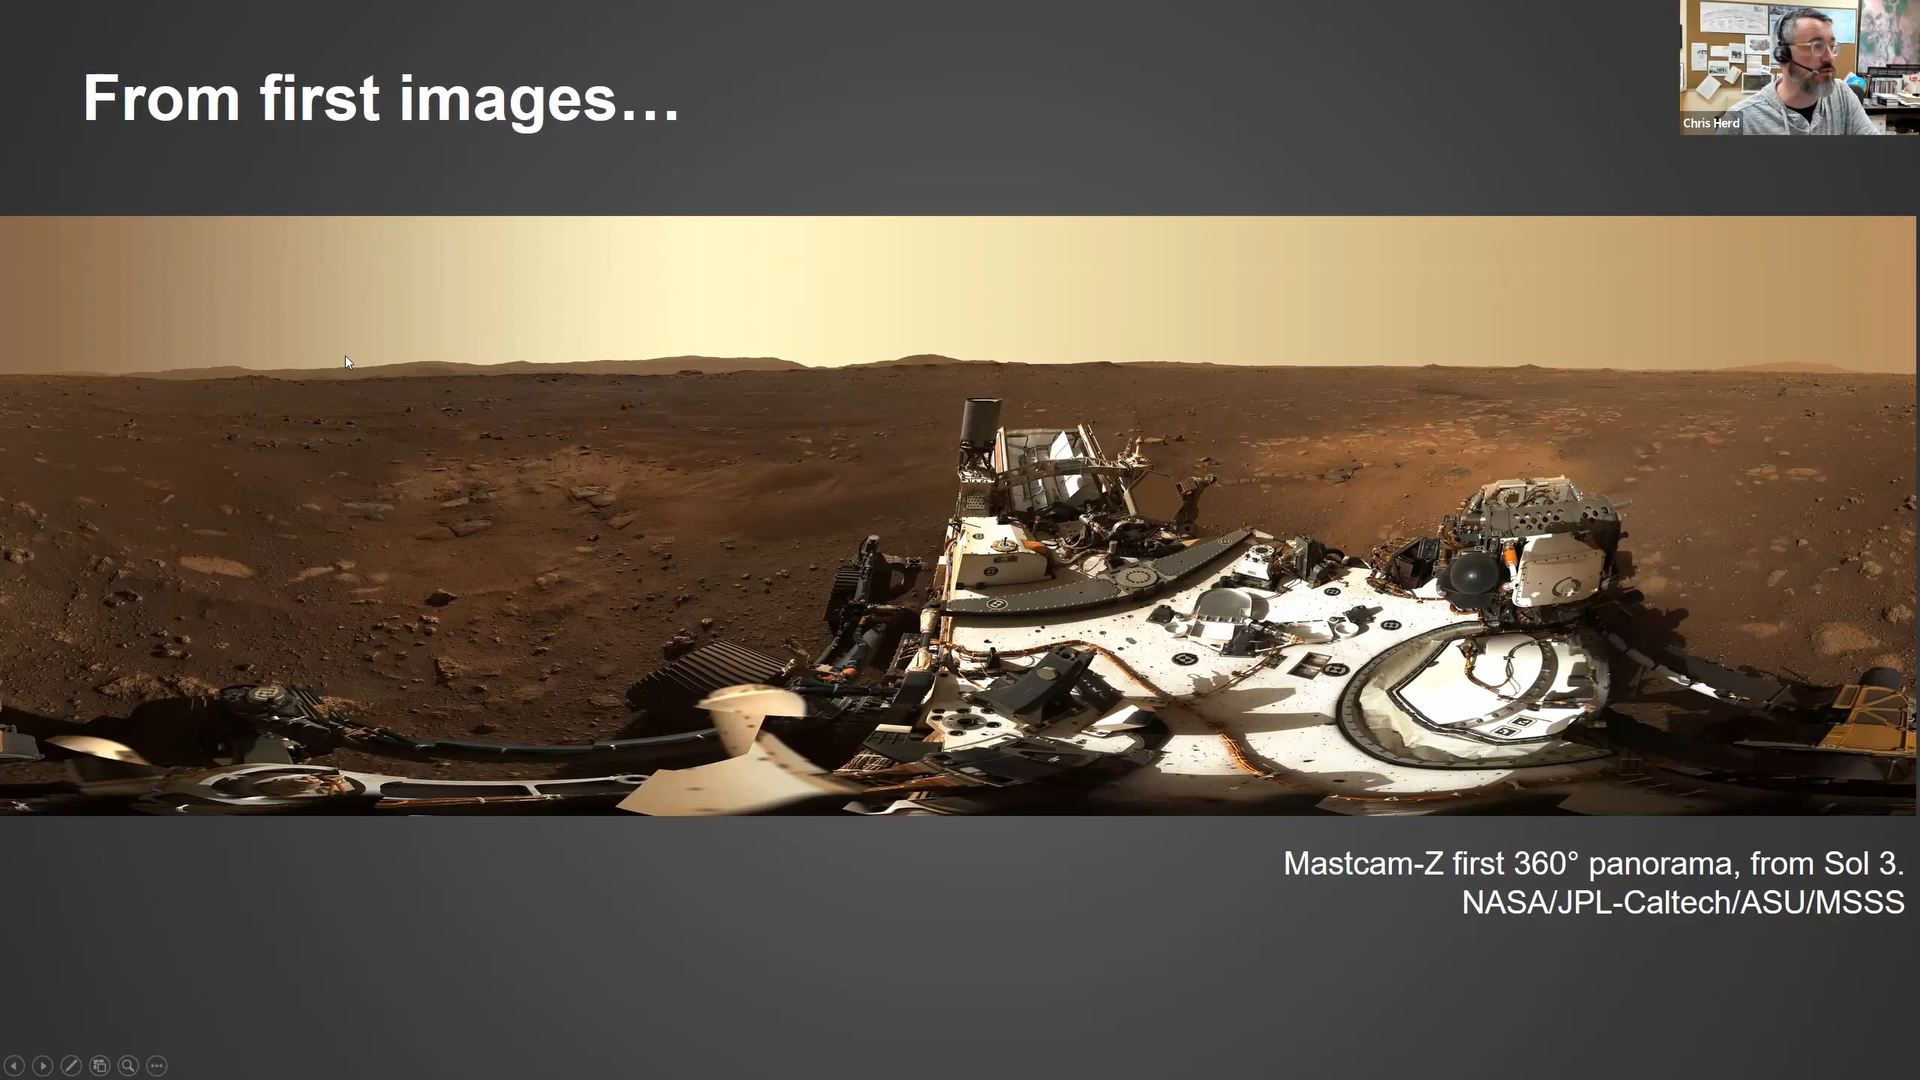 From first images…
Chris Herd
Mastcam-Z first 360° panorama, from Sol 3.
NASA/JPL-Caltech/ASU/MSSS